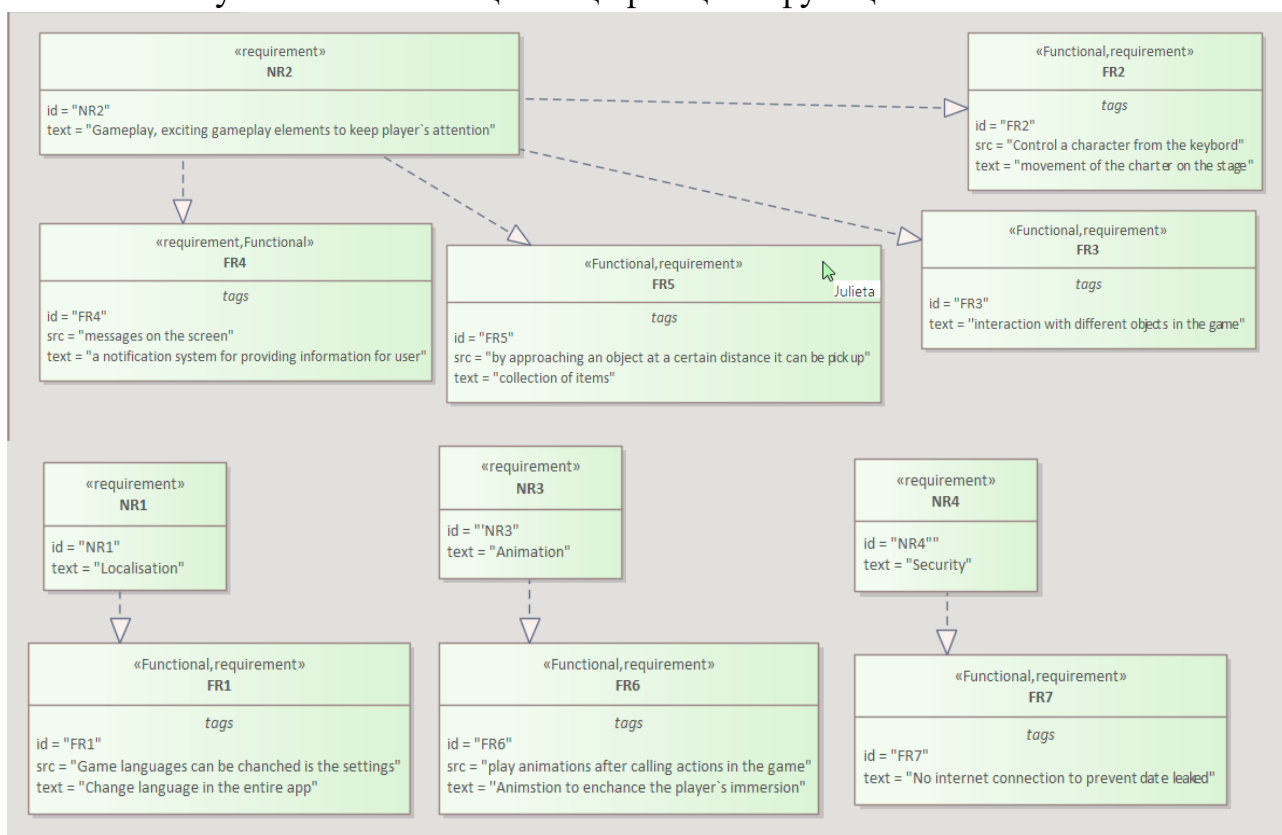 «requirement»
NR2
id = "NR2"
text = "Gameplay, exciting gameplay elements to keep player`s attention"
«Functional,requirement»
FR2
tags
id = "FR2"
src = "Control a character from the keybord"
text = "movement of the charter on the stage"
«requirement,Functional»
FR4
tags
id = "FR4"
src = "messages on the screen"
text = "a notification system for providing information for user"
«Functional,requirement»
FR5
Julieta
tags
id = "FR5"
src = "by approaching an object at a certain distance it can be pick up"
text = "collection of items"
«Functional,requirement»
FR3
tags
id = "FR3"
text = "interaction with different objects in the game"
«requirement»
NR1
id = "NR1"
text = "Localisation"
«requirement»
NR3
id = "'NR3"
text = "Animation"
«requirement»
NR4
id = "NR4""
text = "Security"
«Functional,requirement»
FR1
tags
id = "FR1"
src = "Game languages can be chanched is the settings"
text = "Change language in the entire app"
«Functional,requirement»
FR6
tags
id = "FR6"
src = "play animations after calling actions in the game"
text = "Animstion to enchance the player`s immersion"
«Functional,requirement»
FR7
tags
id = "FR7"
text = "No internet connection to prevent date leaked"